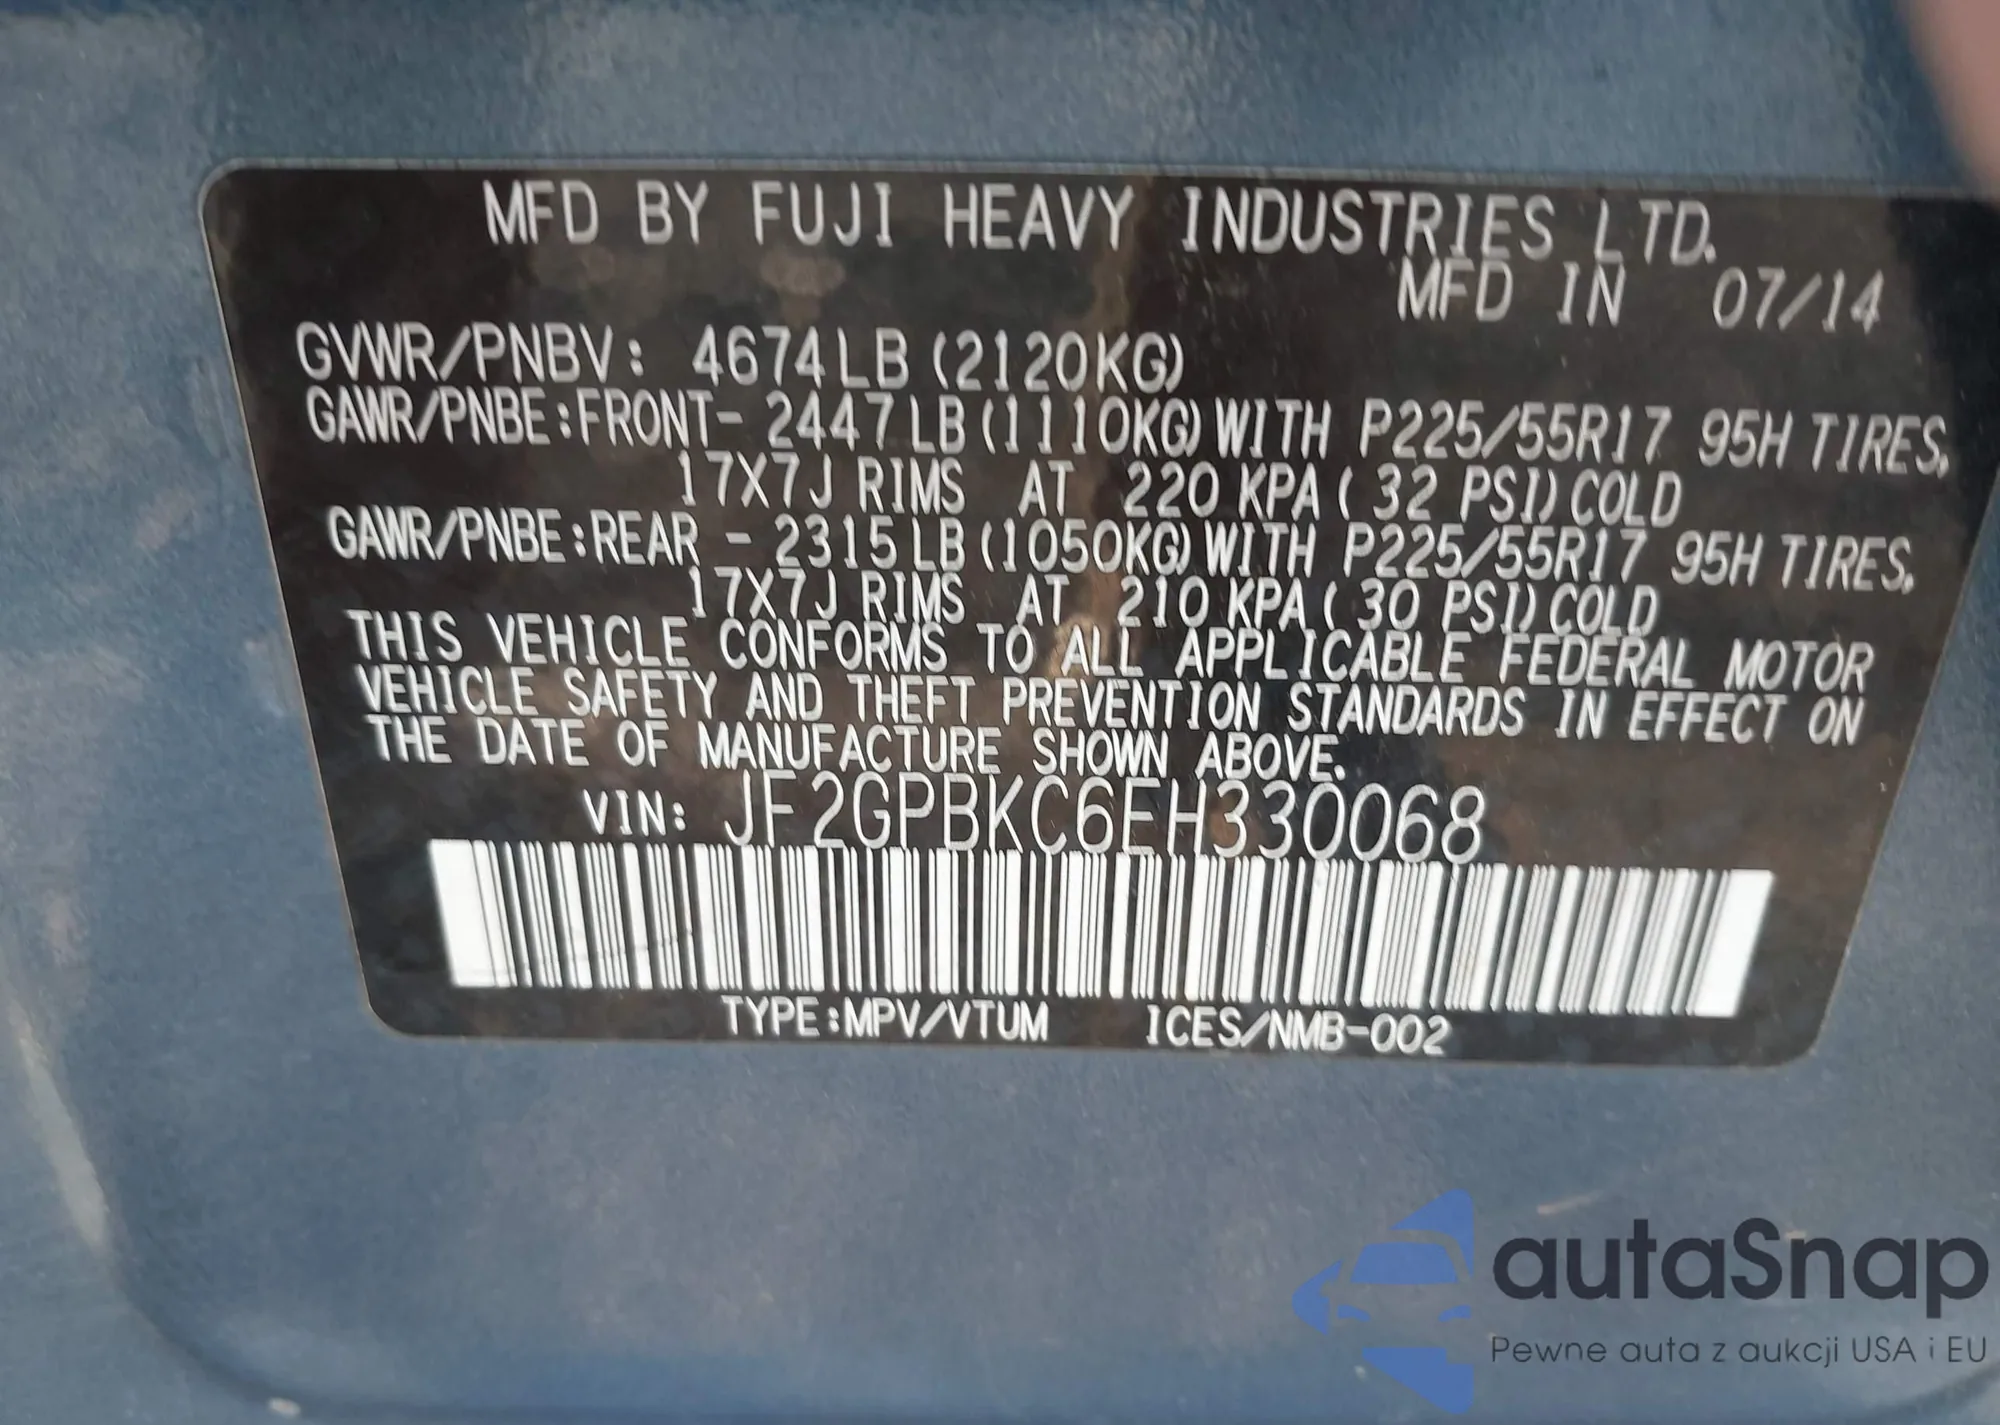 MFD BY FUJI HEAVY INDUSTRIES LTD.
MFD IN 07/14
GVWR/PNBV: 4674LB (2120KG)
GAWR/PNBE:FRONT- 2447LB (1110KG) WITH P225/55R17 95H TIRES,
17X7J RIMS AT 220 KPA ( 32 PSI) COLD
GAWR/PNBE:REAR - 2315LB (1050KG) WITH P225/55R17 95H TIRES,
17X7J RIMS AT 210 KPA ( 30 PSI) COLD
THIS VEHICLE CONFORMS TO ALL APPLICABLE FEDERAL MOTOR
VEHICLE SAFETY AND THEFT PREVENTION STANDARDS IN EFFECT ON
THE DATE OF MANUFACTURE SHOWN ABOVE.
VIN: JF2GPBKC6EH330068
TYPE:MPV/VTUM ICES/NMB-002
autaSnap
Pewne auta z aukcji USA i EU